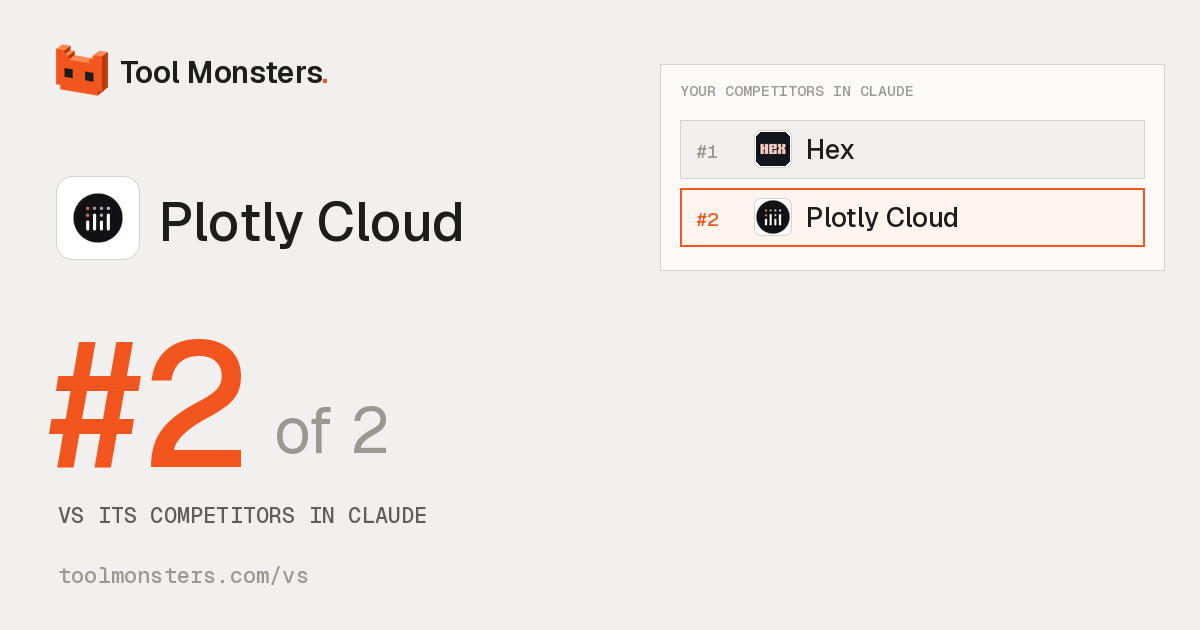 Tool Monsters.
Plotly Cloud
#2 of 2
VS ITS COMPETITORS IN CLAUDE
toolmonsters.com/vs
YOUR COMPETITORS IN CLAUDE
#1 HEX Hex
#2 Plotly Cloud